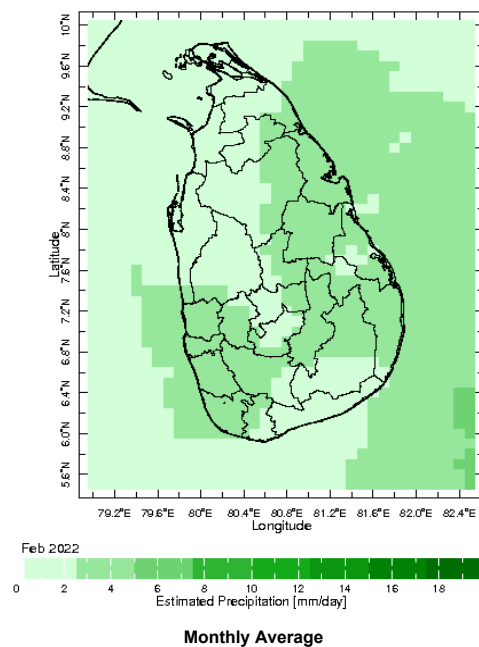 10°N
9.6°N
9.2°N
8.8°N
8.4°N
8°N
7.6°N
7.2°N
6.8°N
6.4°N
6.0°N
5.6°N
Latitude
79.2°E 79.6°E 80°E 80.4°E 80.8°E 81.2°E 81.6°E 82.0°E 82.4°E
Longitude
Feb 2022
0 2 4 6 8 10 12 14 16 18
Estimated Precipitation [mm/day]
Monthly Average